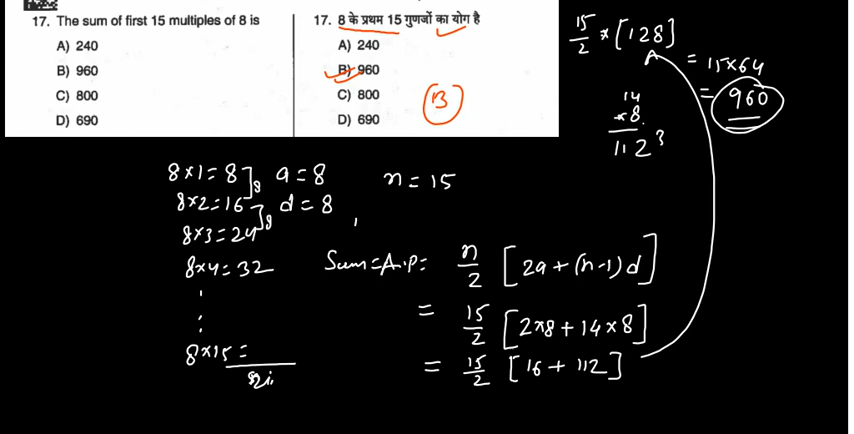 17. The sum of first 15 multiples of 8 is
A) 240
B) 960
C) 800
D) 690
17. 8 के प्रथम 15 गुणजों का योग है
A) 240
B) 960
C) 800
D) 690
B
15/2 × [128]
= 15×64
= 960
14
×8
112
8×1=8 a=8 n=15
8
8×2=16 d=8
8
8×3=24
8×4=32
8×15=
Sum=A.P= n/2 [2a+(n-1)d]
= 15/2 [2×8+14×8]
= 15/2 [16+112]